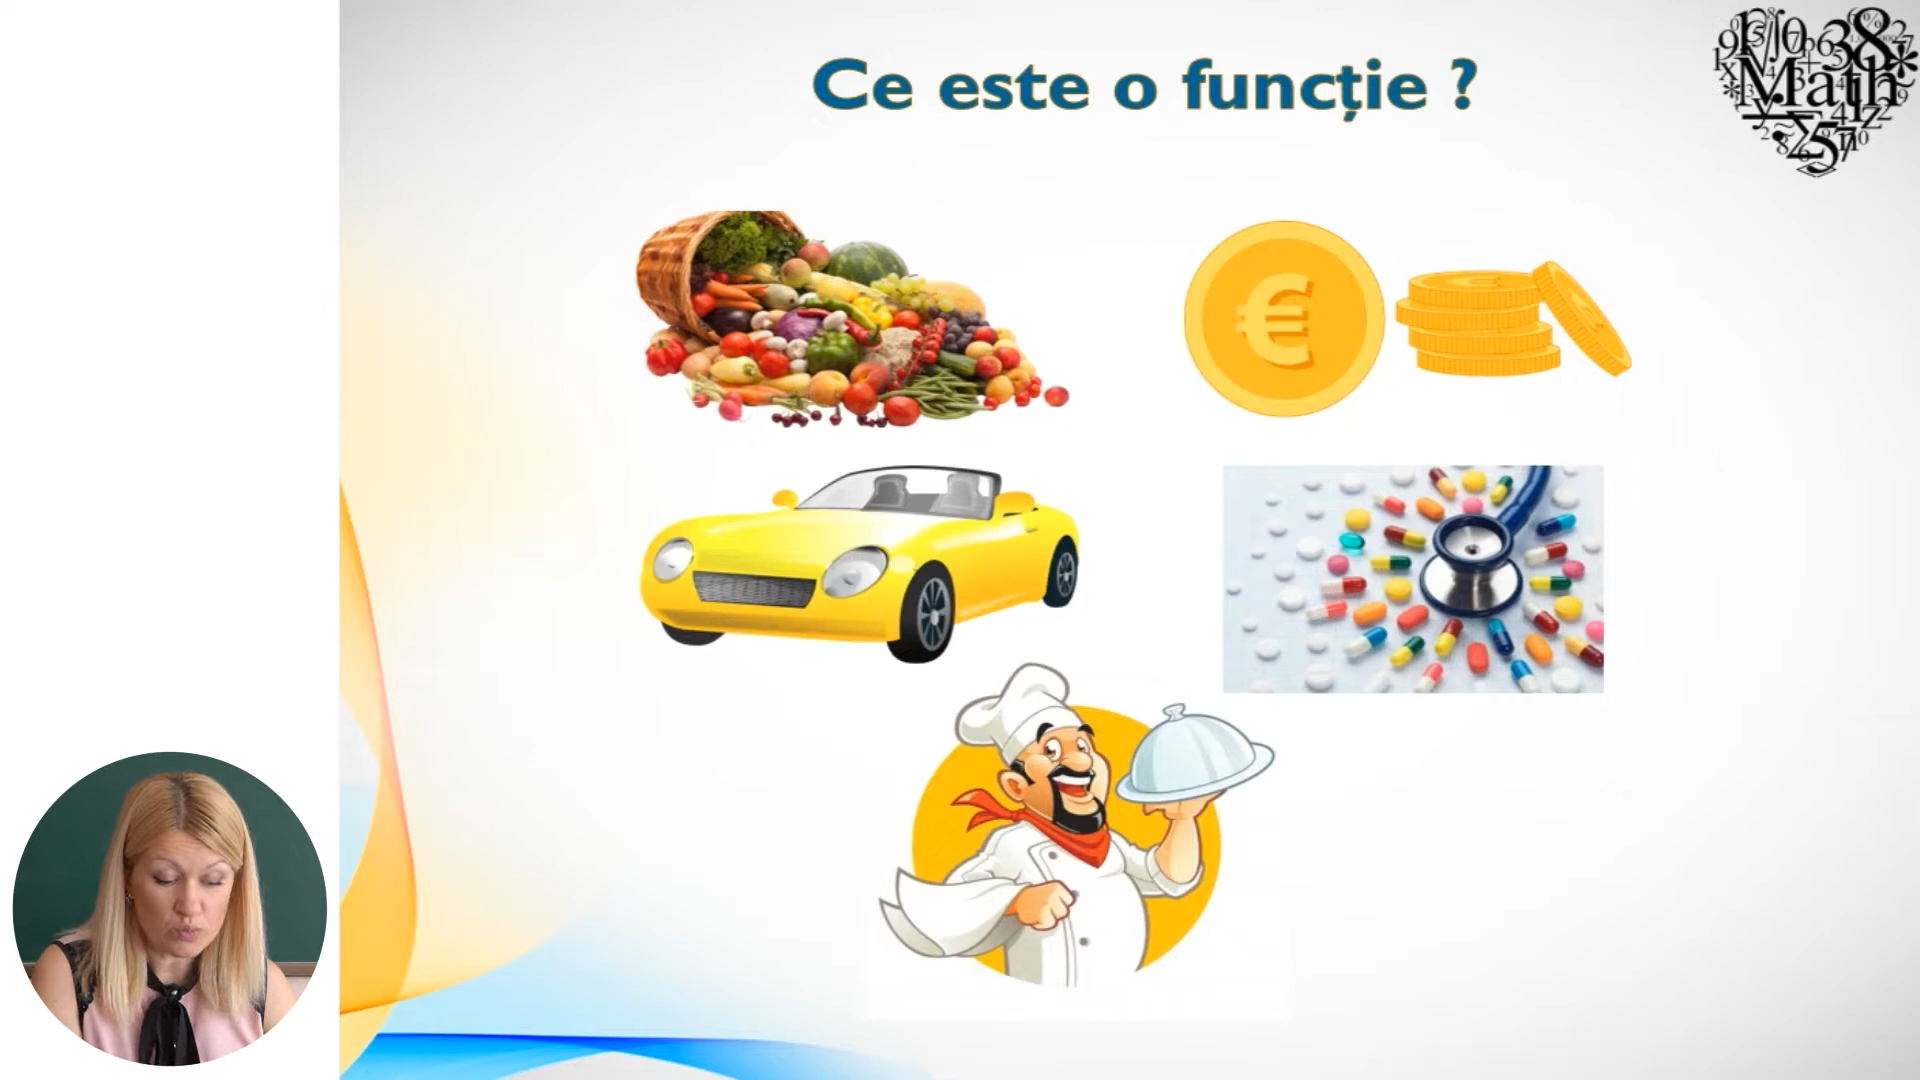 Ce este o funcție ?
Math
€